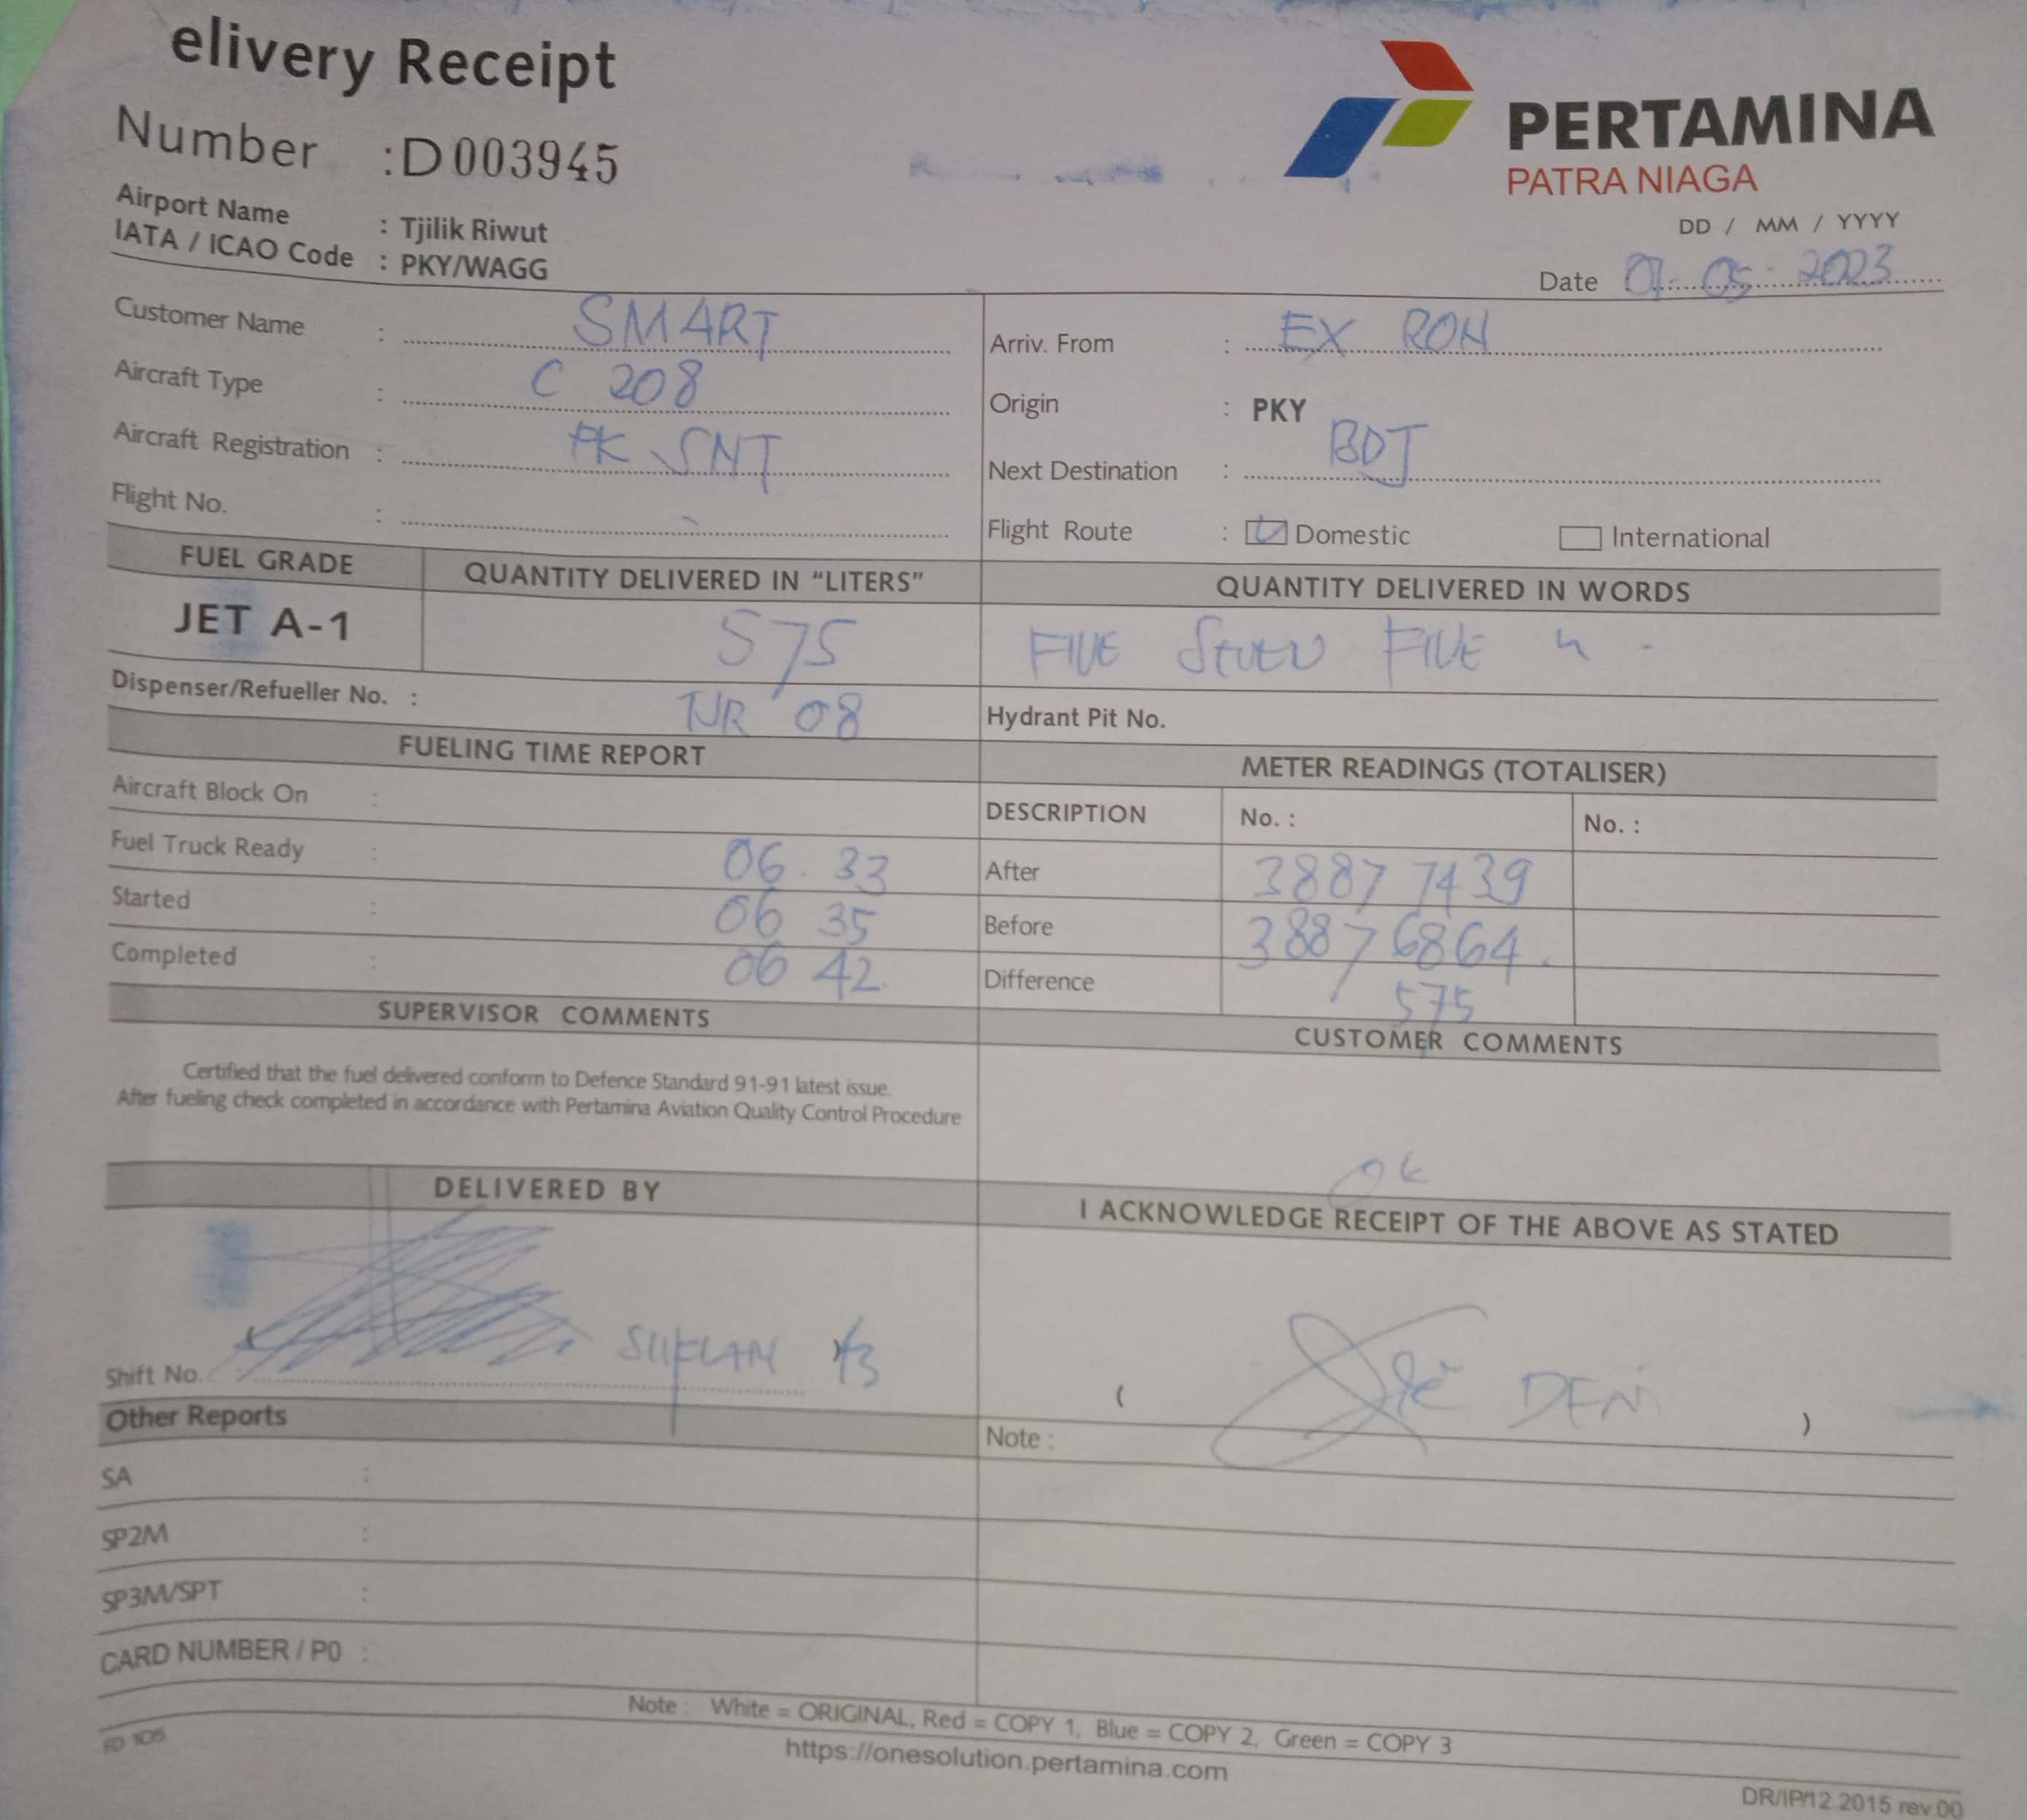 elivery Receipt
Number : D 003945
PERTAMINA
PATRA NIAGA
Airport Name : Tjilik Riwut
IATA / ICAO Code : PKY/WAGG
DD / MM / YYYY
Date 01 - 05 - 2023
Customer Name : SMART
Arriv. From : EX RON
Aircraft Type : C 208
Origin : PKY
Aircraft Registration : PK SNT
Next Destination : BDJ
Flight No. : -
Flight Route : Domestic International
FUEL GRADE QUANTITY DELIVERED IN “LITERS” QUANTITY DELIVERED IN WORDS
JET A-1 575 FIVE SEVEN FIVE
Dispenser/Refueller No. : TJR 08 Hydrant Pit No.
FUELING TIME REPORT METER READINGS (TOTALISER)
Aircraft Block On : DESCRIPTION No. : No. :
Fuel Truck Ready : 06.33 After 38877439
Started : 06 35 Before 38876864
Completed : 06 42 Difference 575
SUPERVISOR COMMENTS CUSTOMER COMMENTS
Certified that the fuel delivered conform to Defence Standard 91-91 latest issue.
After fueling check completed in accordance with Pertamina Aviation Quality Control Procedure
ok
DELIVERED BY I ACKNOWLEDGE RECEIPT OF THE ABOVE AS STATED
Shift No.
( DENI )
Other Reports Note :
SA :
SP2M :
SP3M/SPT :
CARD NUMBER / P0 :
Note : White = ORIGINAL, Red = COPY 1, Blue = COPY 2, Green = COPY 3
FD 105
https://onesolution.pertamina.com
DR/IP/12.2015 rev.00